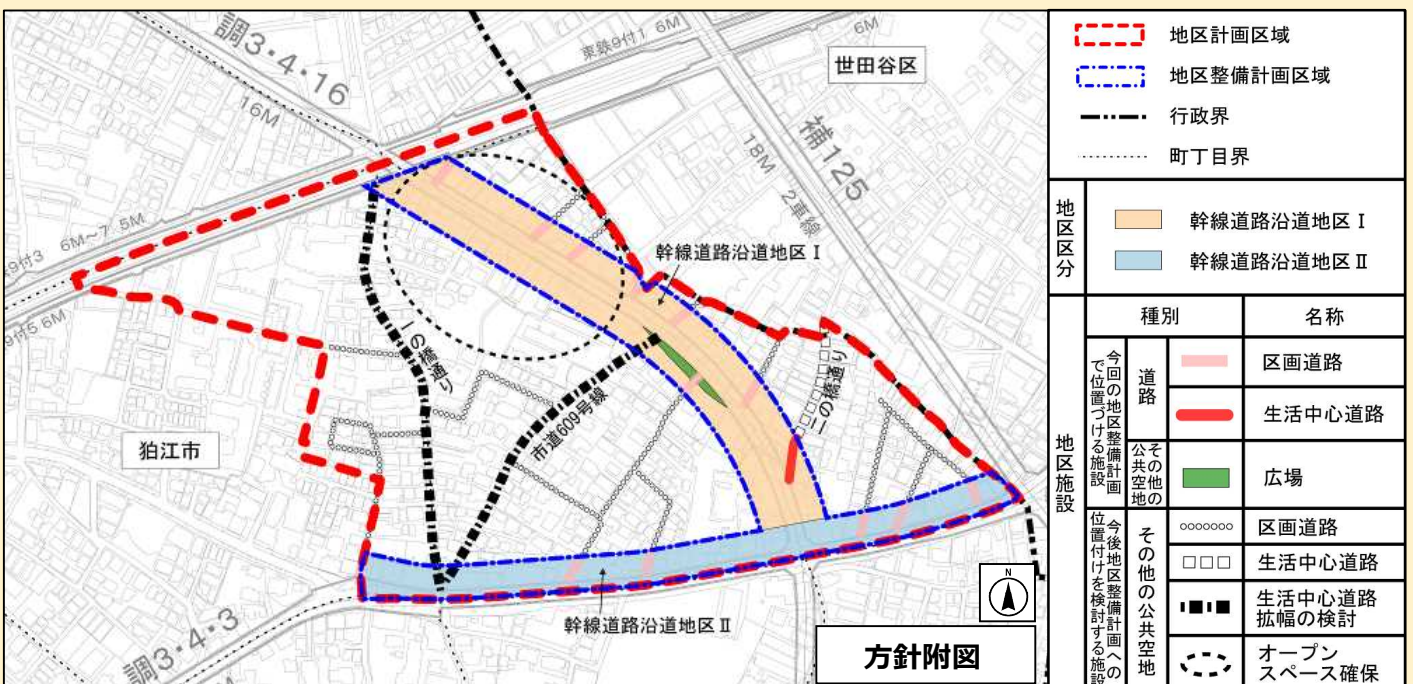 調3・4・16
16M
東鉄9付1 6M
6M
世田谷区
補125
18M 2車線
9付3 6M～7.5M
9付5 6M
幹線道路沿道地区Ⅰ
一の橋通り
二の橋通り
市道609号線
狛江市
幹線道路沿道地区Ⅱ
調3・4・3
N
方針附図
地区計画区域
地区整備計画区域
行政界
町丁目界
地区区分
幹線道路沿道地区Ⅰ
幹線道路沿道地区Ⅱ
地区施設
種別
名称
今回の地区整備計画
で位置づける施設
道路
区画道路
生活中心道路
その他の
公共空地
広場
今後地区整備計画への
位置付けを検討する施設
その他の公共空地
区画道路
生活中心道路
生活中心道路
拡幅の検討
オープン
スペース確保